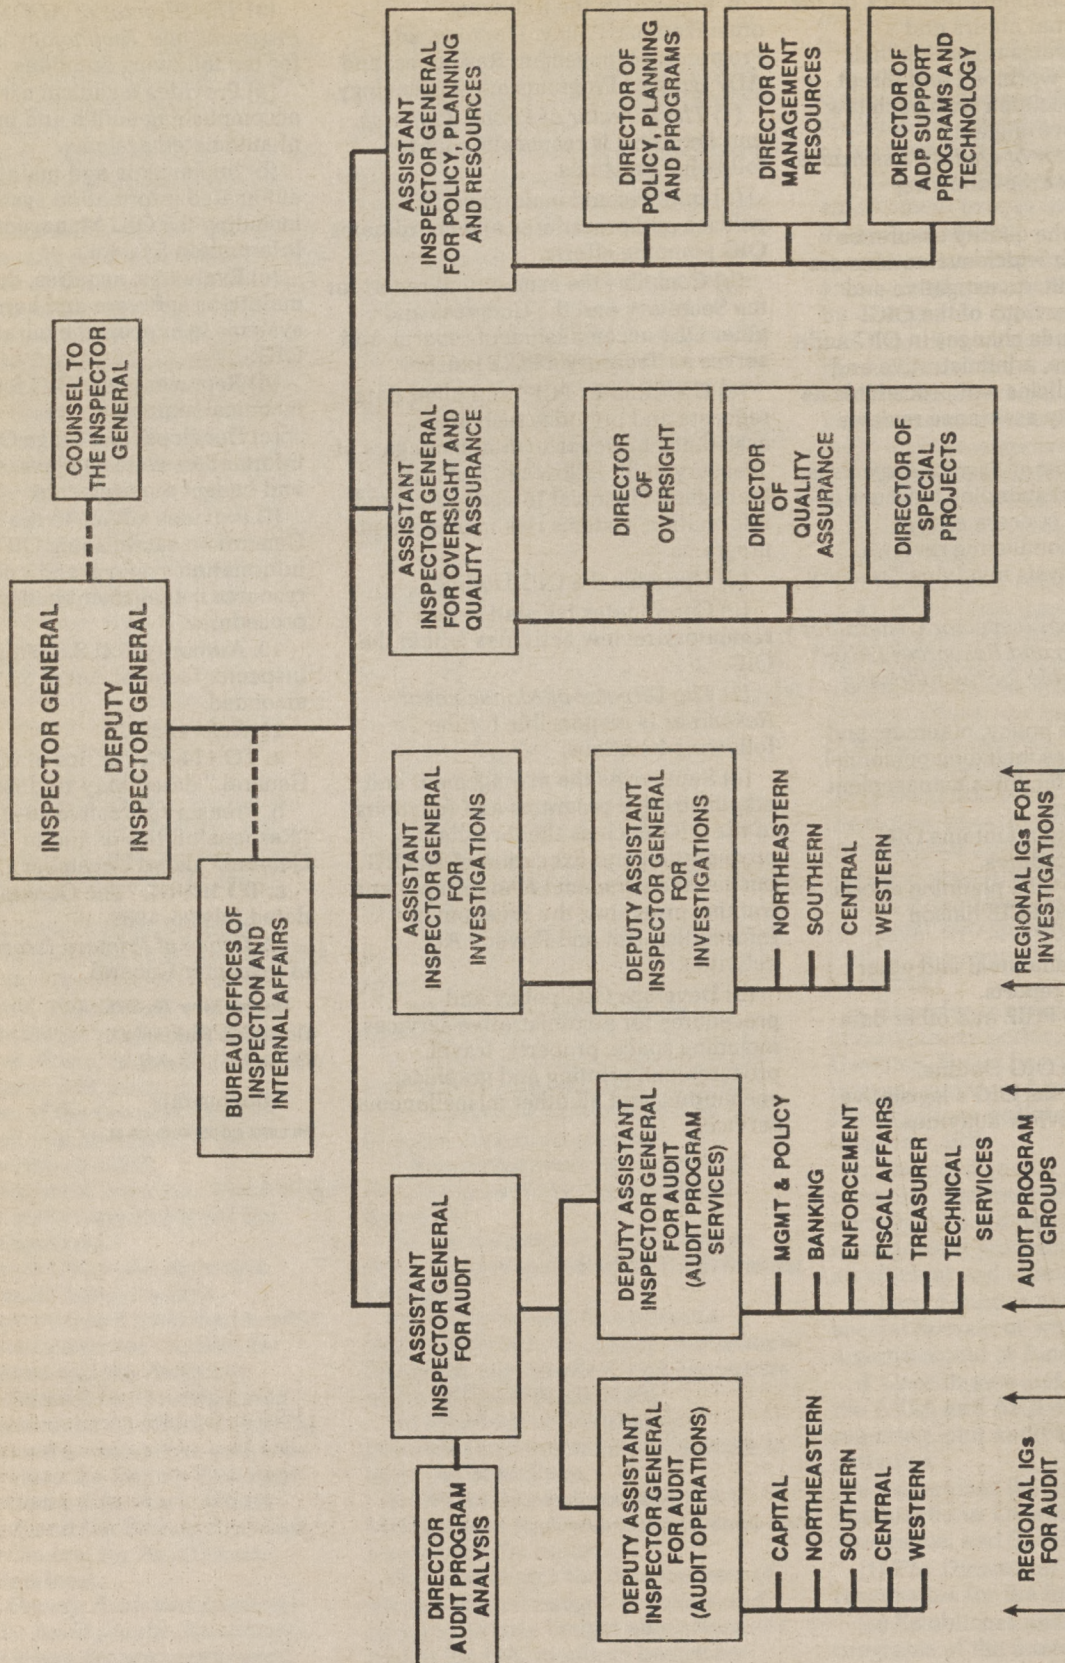 INSPECTOR GENERAL
DEPUTY
INSPECTOR GENERAL
COUNSEL TO
THE INSPECTOR
GENERAL
BUREAU OFFICES OF
INSPECTION AND
INTERNAL AFFAIRS
DIRECTOR
AUDIT PROGRAM
ANALYSIS
ASSISTANT
INSPECTOR GENERAL
FOR AUDIT
ASSISTANT
INSPECTOR GENERAL
FOR
INVESTIGATIONS
ASSISTANT
INSPECTOR GENERAL
FOR OVERSIGHT AND
QUALITY ASSURANCE
ASSISTANT
INSPECTOR GENERAL
FOR POLICY, PLANNING
AND RESOURCES
DEPUTY ASSISTANT
INSPECTOR GENERAL
FOR AUDIT
(AUDIT OPERATIONS)
CAPITAL
NORTHEASTERN
SOUTHERN
CENTRAL
WESTERN
REGIONAL IGs
FOR AUDIT
DEPUTY ASSISTANT
INSPECTOR GENERAL
FOR AUDIT
(AUDIT PROGRAM
SERVICES)
MGMT & POLICY
BANKING
ENFORCEMENT
FISCAL AFFAIRS
TREASURER
TECHNICAL
SERVICES
AUDIT PROGRAM
GROUPS
DEPUTY ASSISTANT
INSPECTOR GENERAL
FOR
INVESTIGATIONS
NORTHEASTERN
SOUTHERN
CENTRAL
WESTERN
REGIONAL IGs FOR
INVESTIGATIONS
DIRECTOR
OF
OVERSIGHT
DIRECTOR
OF
QUALITY
ASSURANCE
DIRECTOR OF
SPECIAL
PROJECTS
DIRECTOR OF
POLICY, PLANNING
AND PROGRAMS
DIRECTOR OF
MANAGEMENT
RESOURCES
DIRECTOR OF
ADP SUPPORT
PROGRAMS AND
TECHNOLOGY